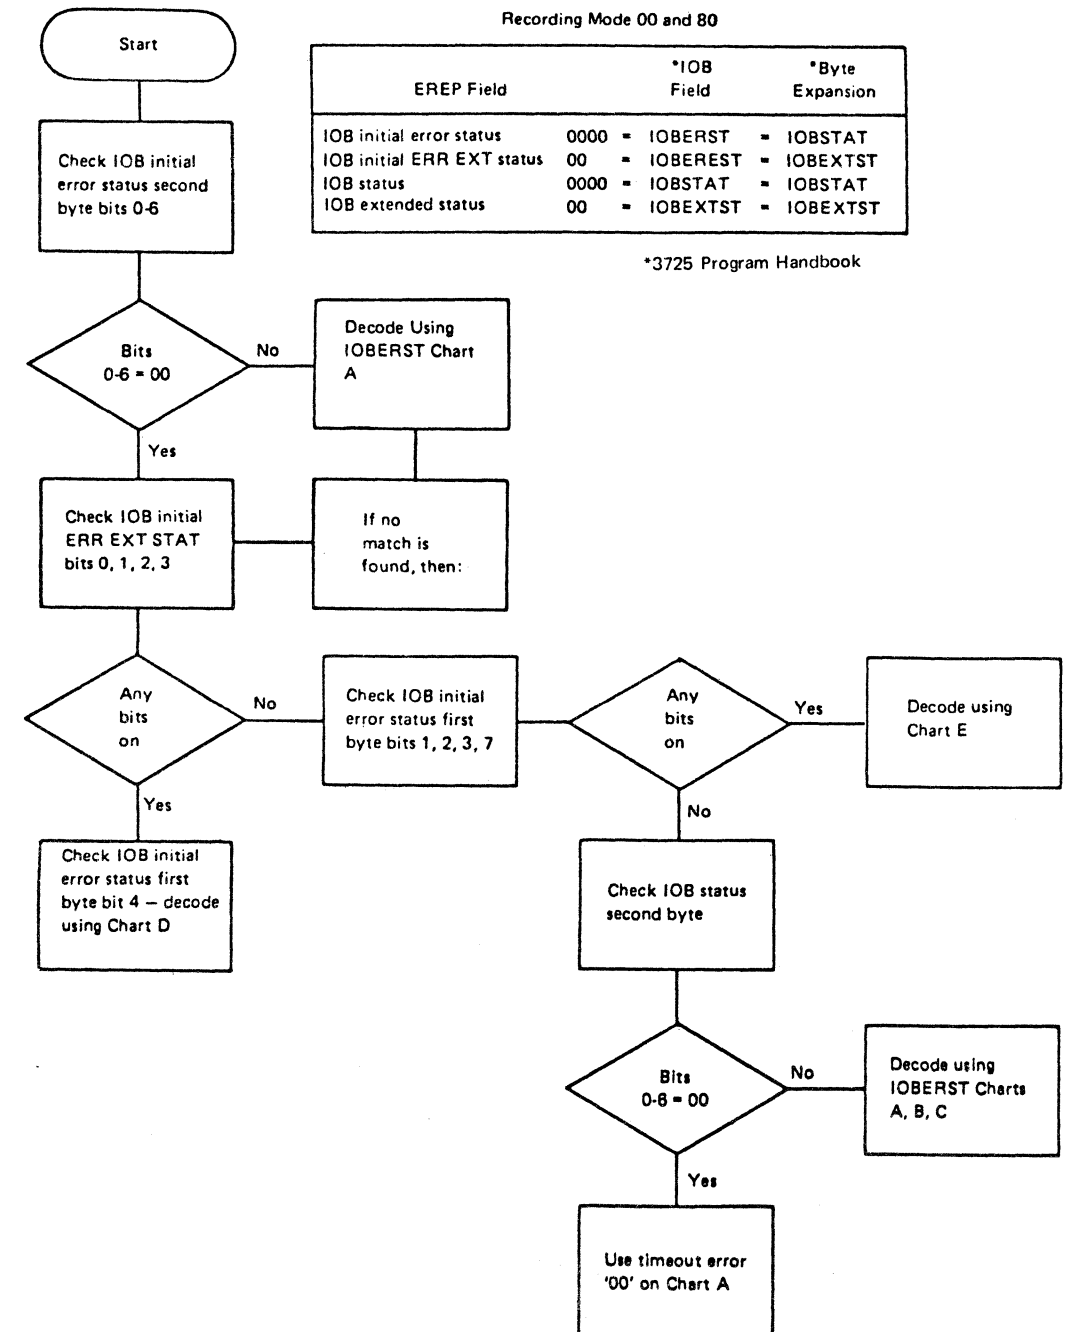 Recording Mode 00 and 80
Start
*IOB *Byte
EREP Field Field Expansion
IOB initial error status 0000 = IOBERST = IOBSTAT
IOB initial ERR EXT status 00 = IOBEREST = IOBEXTST
IOB status 0000 = IOBSTAT = IOBSTAT
IOB extended status 00 = IOBEXTST = IOBEXTST
*3725 Program Handbook
Check IOB initial
error status second
byte bits 0-6
Bits
0-6 = 00
No
Decode Using
IOBERST Chart
A
Yes
Check IOB initial
ERR EXT STAT
bits 0, 1, 2, 3
If no
match is
found, then:
Any
bits
on
No
Check IOB initial
error status first
byte bits 1, 2, 3, 7
Any
bits
on
Yes
Decode using
Chart E
Yes
Check IOB initial
error status first
byte bit 4 – decode
using Chart D
No
Check IOB status
second byte
Bits
0-6 = 00
No
Decode using
IOBERST Charts
A, B, C
Yes
Use timeout error
'00' on Chart A